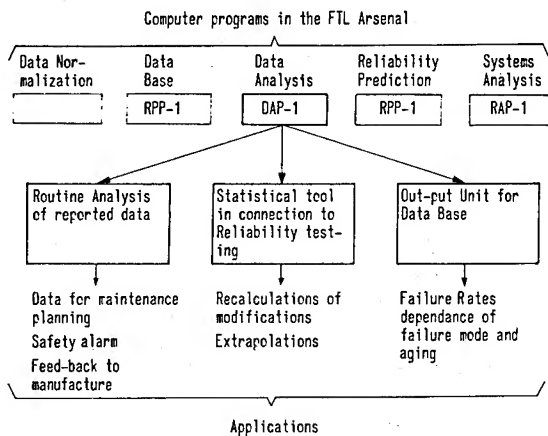 Computer programs in the FTL Arsenal
Data Nor-
malization
Data
Base
Data
Analysis
Reliability
Prediction
Systems
Analysis
RPP-1
DAP-1
RPP-1
RAP-1
Routine Analysis
of reported data
Statistical tool
in connection to
Reliability test-
ing
Out-put Unit for
Data Base
Data for maintenance
planning
Safety alarm
Feed-back to
manufacture
Recalculations of
modifications
Extrapolations
Failure Rates
dependance of
failure mode and
aging
Applications